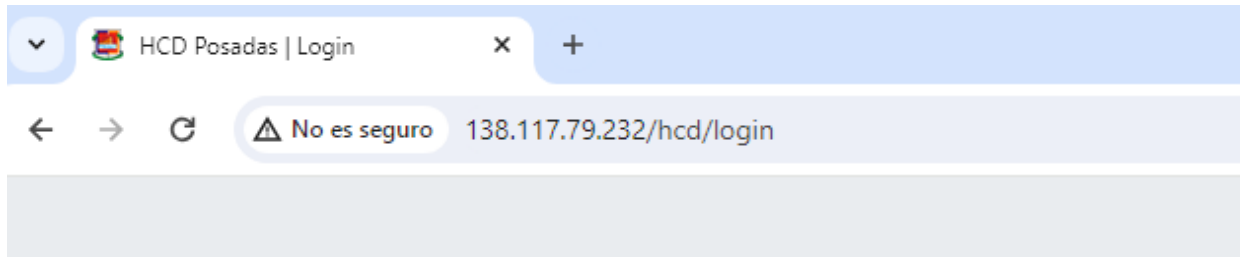 HCD Posadas | Login
No es seguro 138.117.79.232/hcd/login